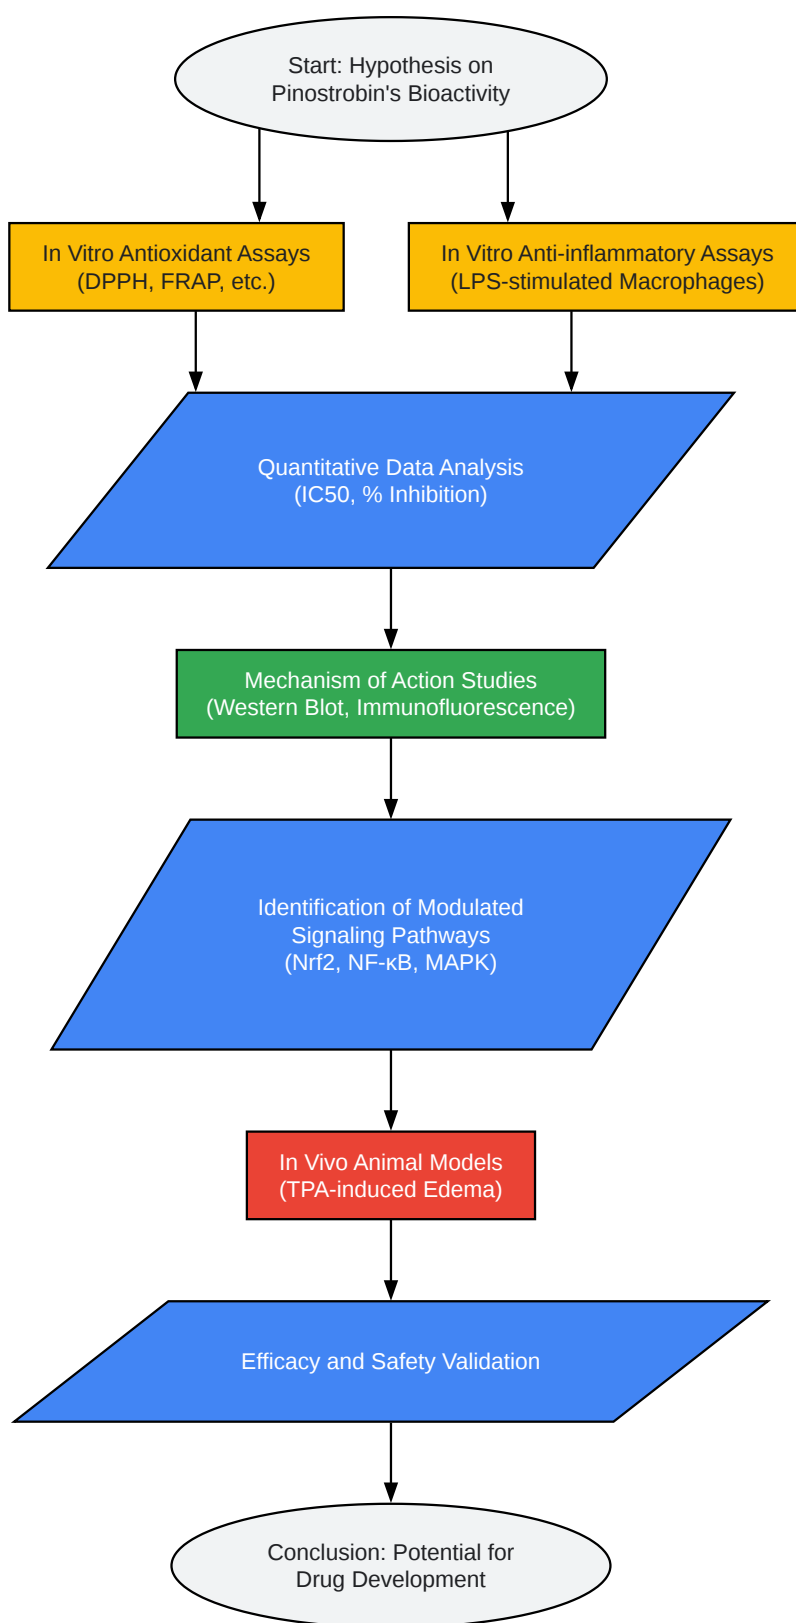 Start: Hypothesis on
Pinostrobin's Bioactivity
In Vitro Antioxidant Assays
(DPPH, FRAP, etc.)
In Vitro Anti-inflammatory Assays
(LPS-stimulated Macrophages)
Quantitative Data Analysis
(IC50, % Inhibition)
Mechanism of Action Studies
(Western Blot, Immunofluorescence)
Identification of Modulated
Signaling Pathways
(Nrf2, NF-κB, MAPK)
In Vivo Animal Models
(TPA-induced Edema)
Efficacy and Safety Validation
Conclusion: Potential for
Drug Development